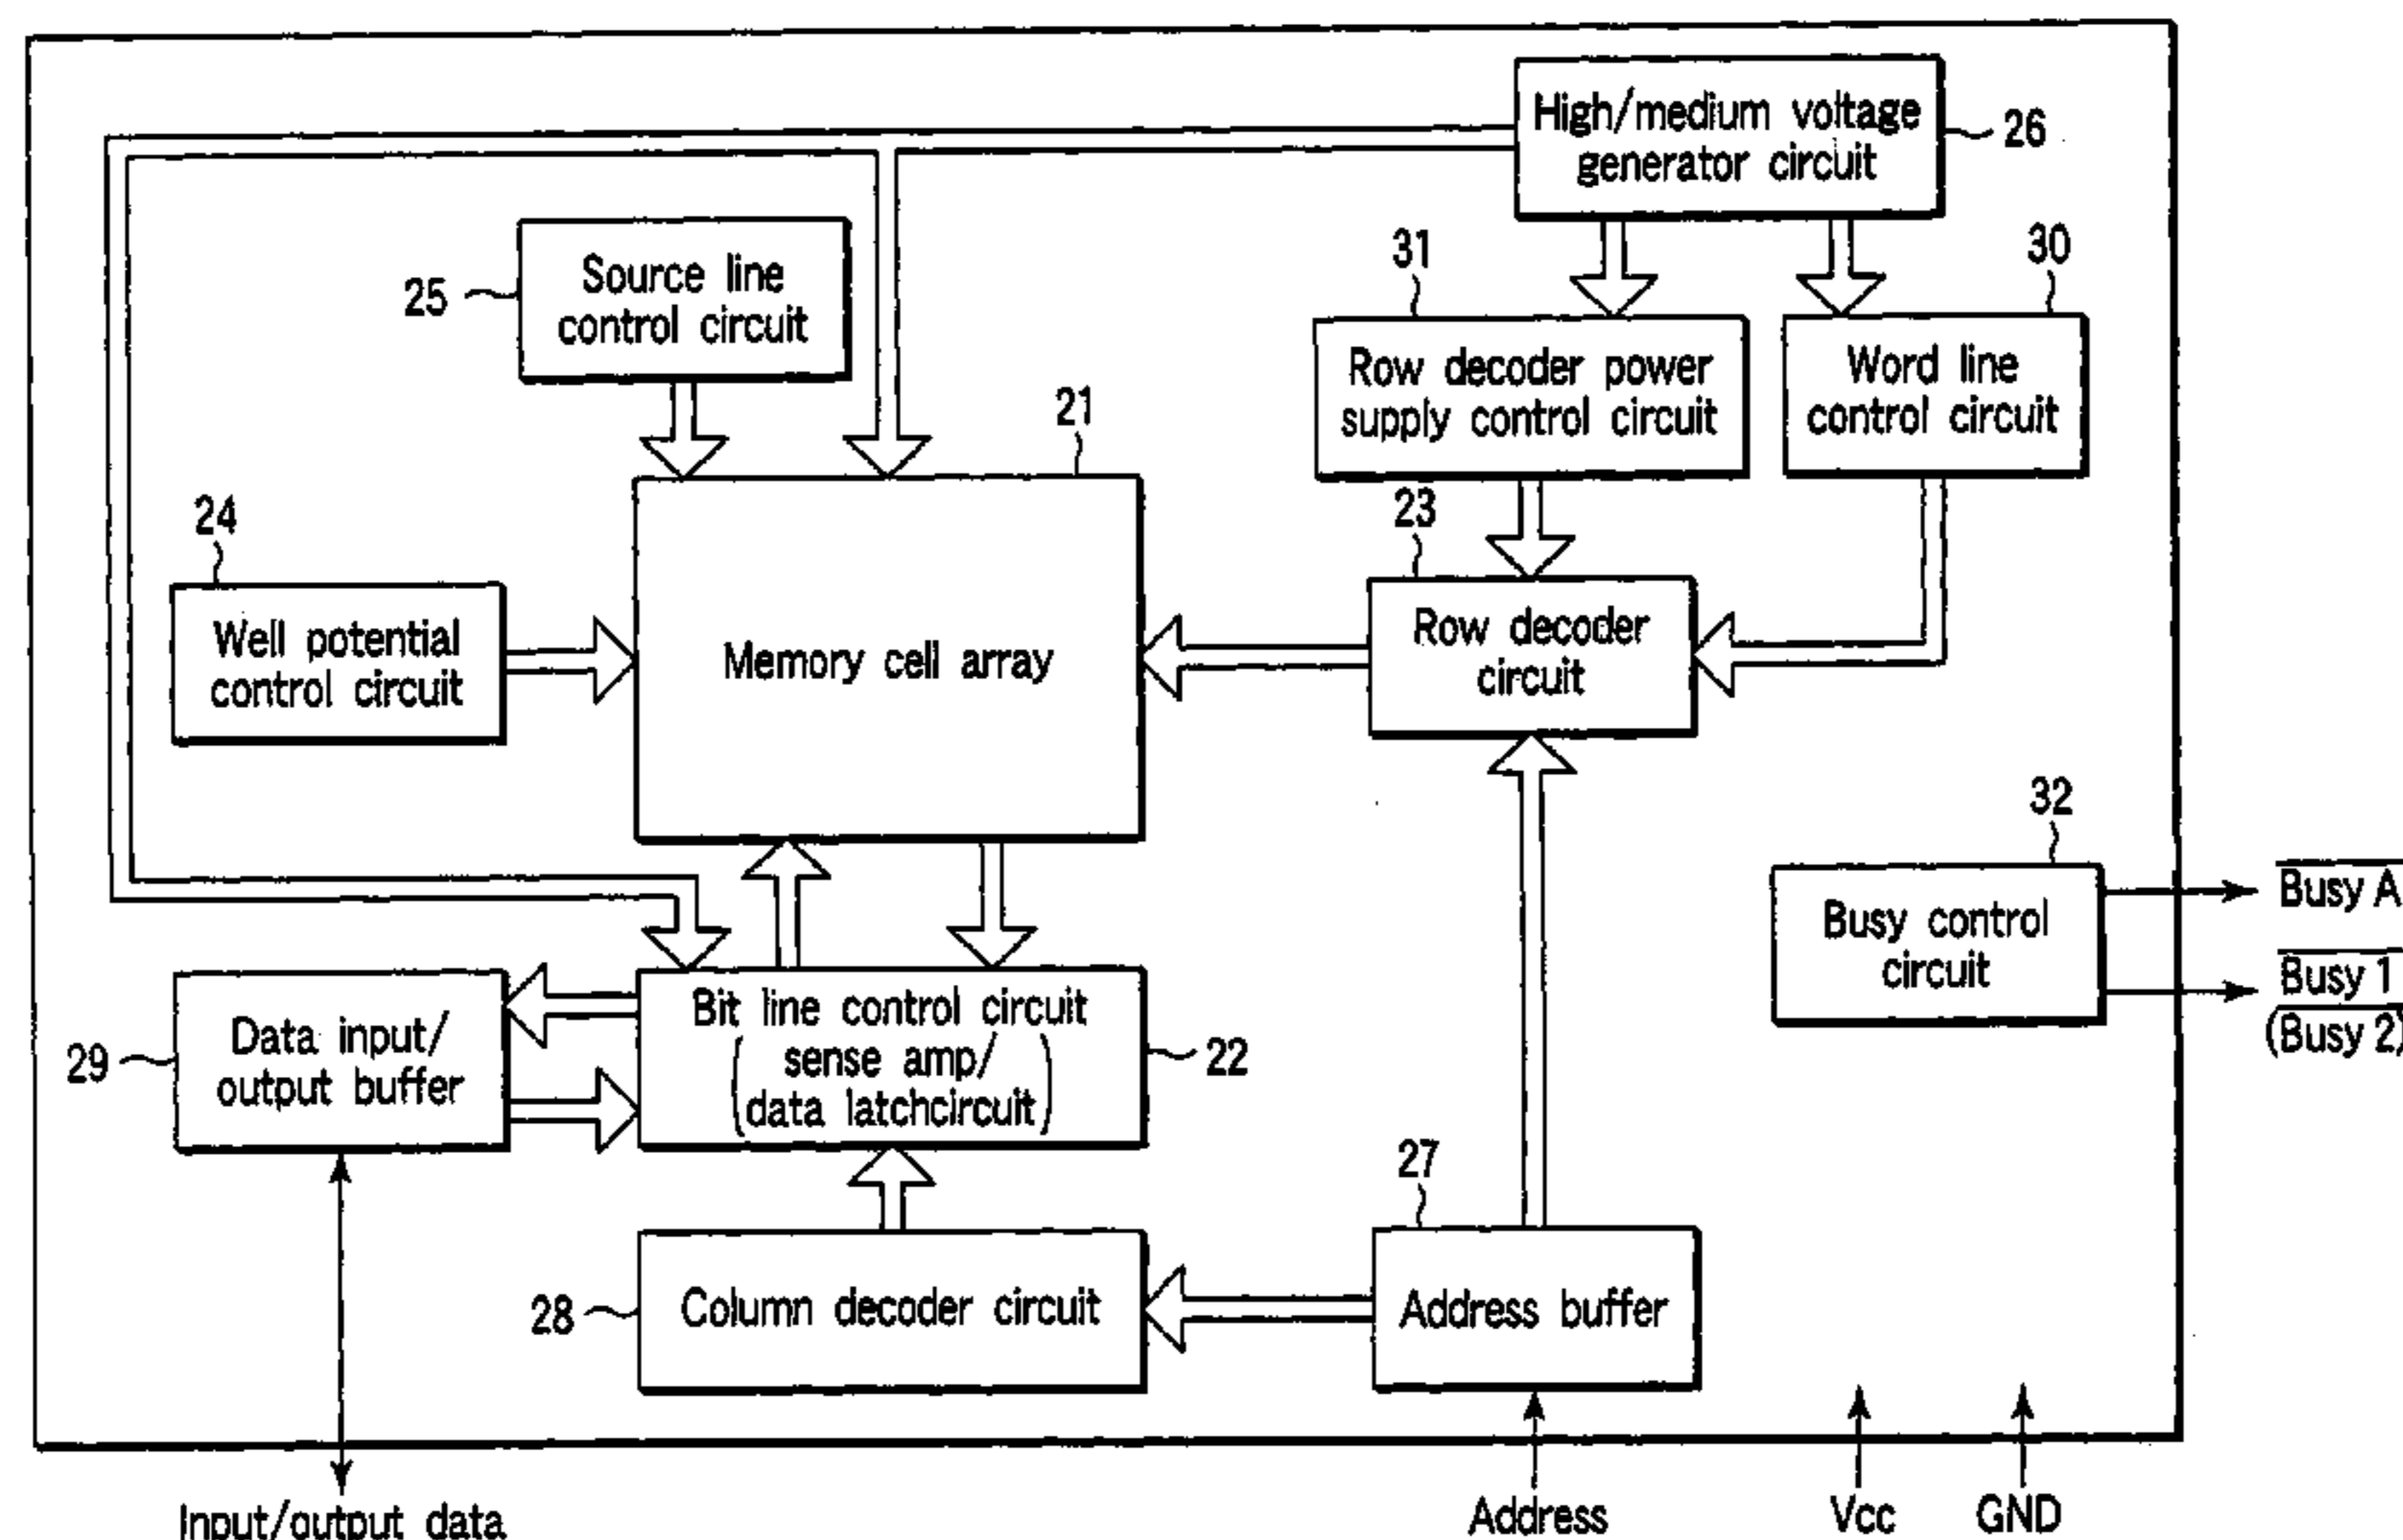 High/medium voltage
generator circuit
26
Source line
control circuit
25
31
30
Row decoder power
supply control circuit
Word line
control circuit
21
24
23
Well potential
control circuit
Memory cell array
Row decoder
circuit
32
Busy control
circuit
Busy A
Busy 1
(Busy 2)
29
Data input/
output buffer
Bit line control circuit
(sense amp/
data latchcircuit)
22
27
28
Column decoder circuit
Address buffer
Input/output data
Address
Vcc
GND